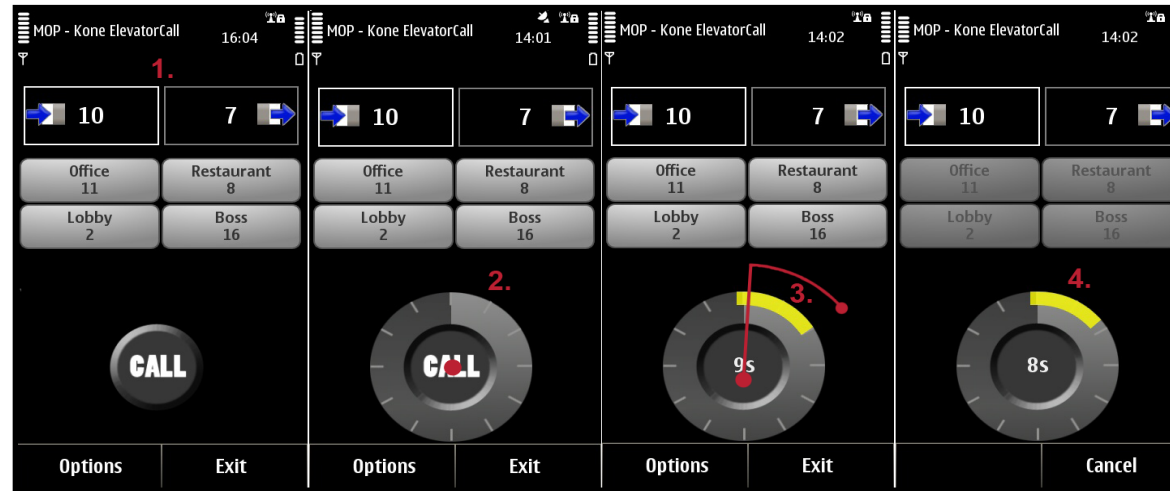 MOP - Kone ElevatorCall
16:04
1.
10
7
Office
11
Restaurant
8
Lobby
2
Boss
16
CALL
Options
Exit
MOP - Kone ElevatorCall
14:01
10
7
Office
11
Restaurant
8
Lobby
2
Boss
16
2.
CALL
Options
Exit
MOP - Kone ElevatorCall
14:02
10
7
Office
11
Restaurant
8
Lobby
2
Boss
16
3.
9s
Options
Exit
MOP - Kone ElevatorCall
14:02
10
7
Office
11
Restaurant
8
Lobby
2
Boss
16
4.
8s
Cancel